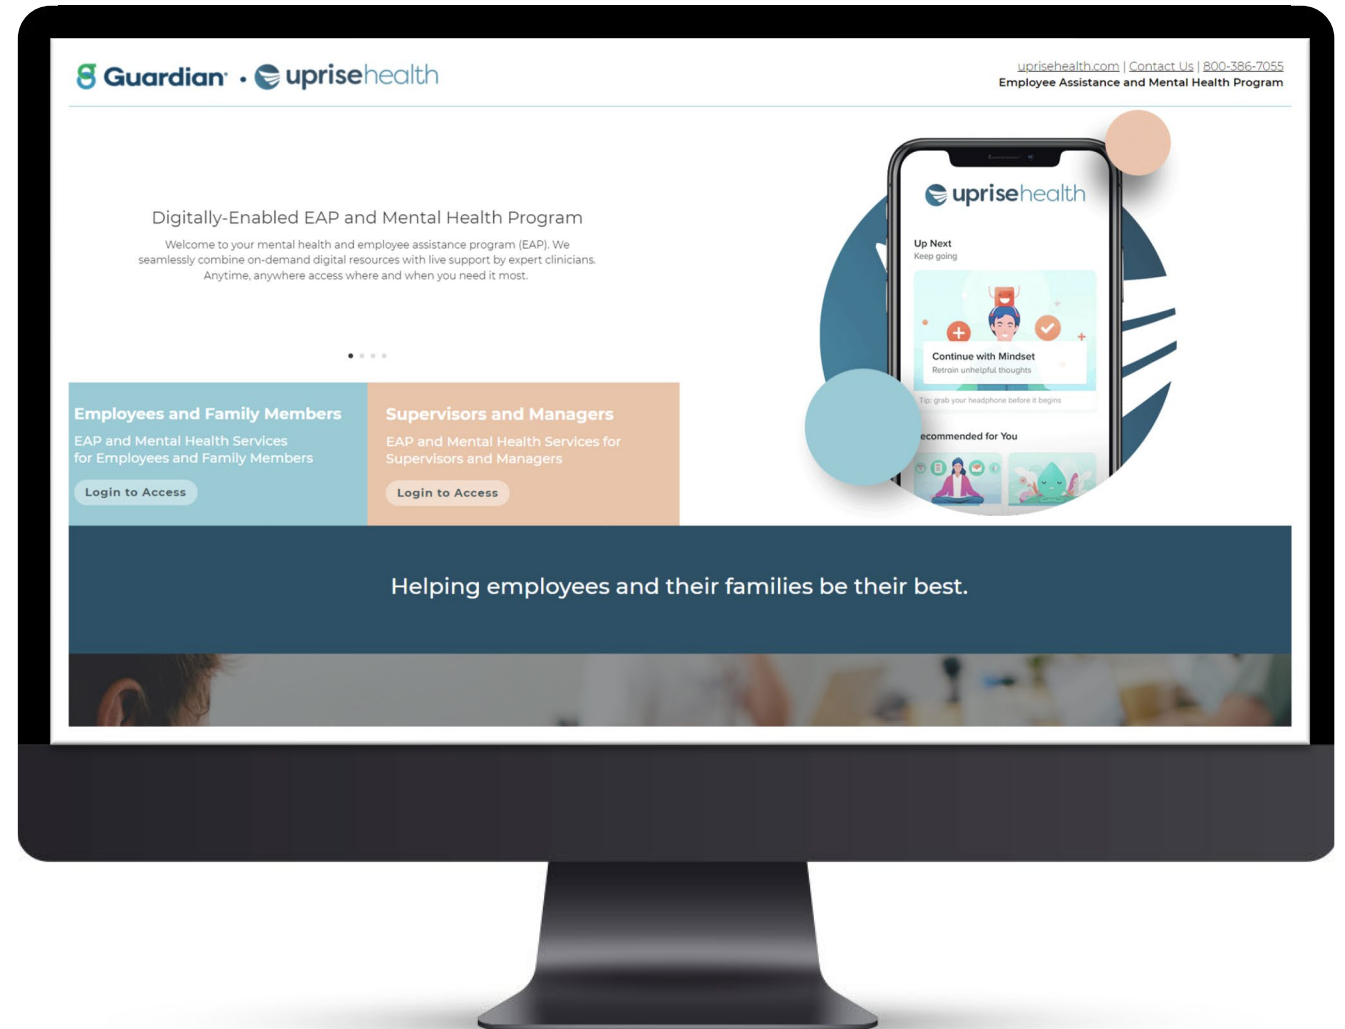 Guardian® · uprisehealth
uprisehealth.com | Contact Us | 800-386-7055
Employee Assistance and Mental Health Program
Digitally-Enabled EAP and Mental Health Program
Welcome to your mental health and employee assistance program (EAP). We
seamlessly combine on-demand digital resources with live support by expert clinicians.
Anytime, anywhere access where and when you need it most.
Employees and Family Members
EAP and Mental Health Services
for Employees and Family Members
Login to Access
Supervisors and Managers
EAP and Mental Health Services for
Supervisors and Managers
Login to Access
uprisehealth
Up Next
Keep going
Continue with Mindset
Retrain unhelpful thoughts
Tip: grab your headphone before it begins
ecommended for You
Helping employees and their families be their best.